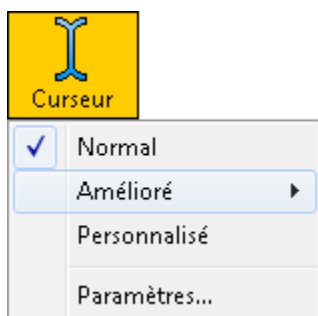 Curseur
Normal
Amélioré
Personnalisé
Paramètres...